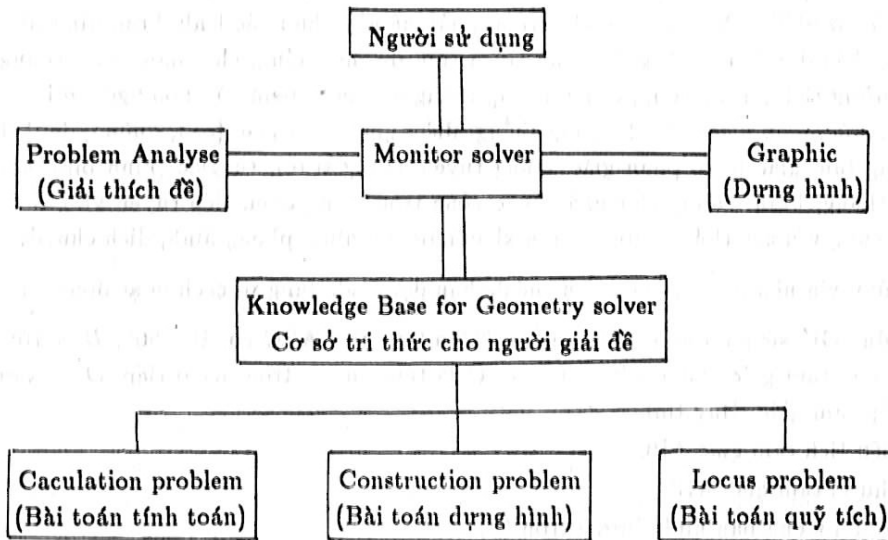 Người sử dụng
Problem Analyse
(Giải thích đề)
Monitor solver
Graphic
(Dựng hình)
Knowledge Base for Geometry solver
Cơ sở tri thức cho người giải đề
Caculation problem
(Bài toán tính toán)
Construction problem
(Bài toán dựng hình)
Locus problem
(Bài toán quỹ tích)